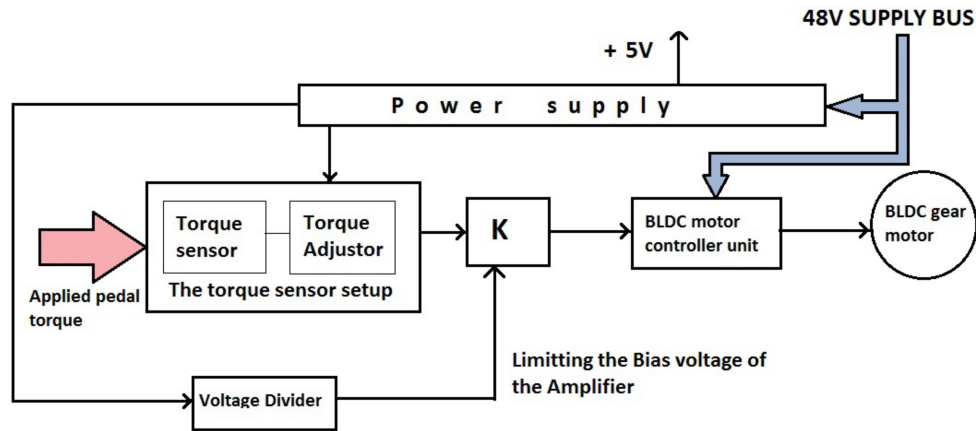 48V SUPPLY BUS
+ 5V
Power supply
Torque
sensor
Torque
Adjustor
The torque sensor setup
K
BLDC motor
controller unit
BLDC gear
motor
Applied pedal
torque
Limitting the Bias voltage of
the Amplifier
Voltage Divider